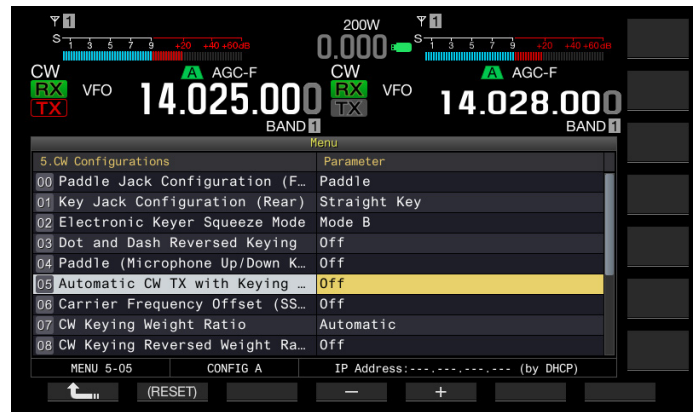 1 200W 1
S 1 3 5 7 9 +20 +40 +60dB 0.000 S 1 3 5 7 9 +20 +40 +60dB
CW A AGC-F CW A AGC-F
RX VFO 14.025.000 RX VFO 14.028.000
TX BAND 1 TX BAND 1
Menu
5.CW Configurations Parameter
00 Paddle Jack Configuration (F… Paddle
01 Key Jack Configuration (Rear) Straight Key
02 Electronic Keyer Squeeze Mode Mode B
03 Dot and Dash Reversed Keying Off
04 Paddle (Microphone Up/Down K… Off
05 Automatic CW TX with Keying … Off
06 Carrier Frequency Offset (SS… Off
07 CW Keying Weight Ratio Automatic
08 CW Keying Reversed Weight Ra… Off
MENU 5-05 CONFIG A IP Address:---.---.---.--- (by DHCP)
(RESET) − +